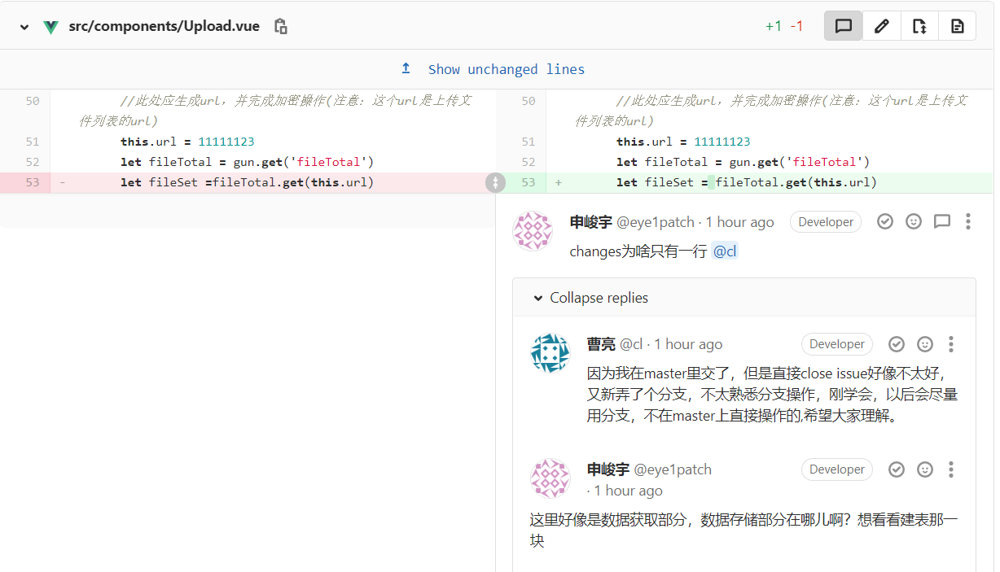 src/components/Upload.vue
+1 -1
Show unchanged lines
50 //此处应生成url，并完成加密操作(注意：这个url是上传文
件列表的url)
51 this.url = 11111123
52 let fileTotal = gun.get('fileTotal')
53 - let fileSet =fileTotal.get(this.url)
50 //此处应生成url，并完成加密操作(注意：这个url是上传文
件列表的url)
51 this.url = 11111123
52 let fileTotal = gun.get('fileTotal')
53 + let fileSet = fileTotal.get(this.url)
申峻宇 @eye1patch · 1 hour ago Developer
changes为啥只有一行 @cl
Collapse replies
曹亮 @cl · 1 hour ago Developer
因为我在master里交了，但是直接close issue好像不太好，
又新弄了个分支，不太熟悉分支操作，刚学会，以后会尽量
用分支，不在master上直接操作的,希望大家理解。
申峻宇 @eye1patch Developer
· 1 hour ago
这里好像是数据获取部分，数据存储部分在哪儿啊？想看看建表那一
块